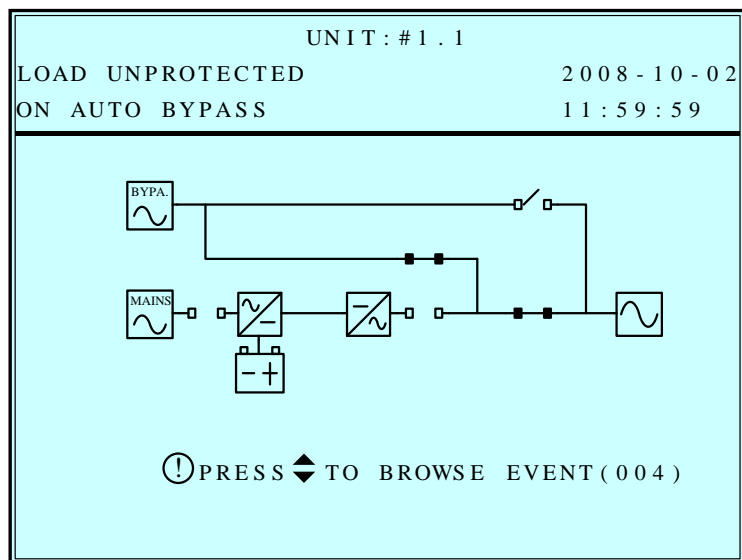 UNIT:#1.1
LOAD UNPROTECTED 2008-10-02
ON AUTO BYPASS 11:59:59
BYPA.
MAINS
! PRESS TO BROWSE EVENT(004)